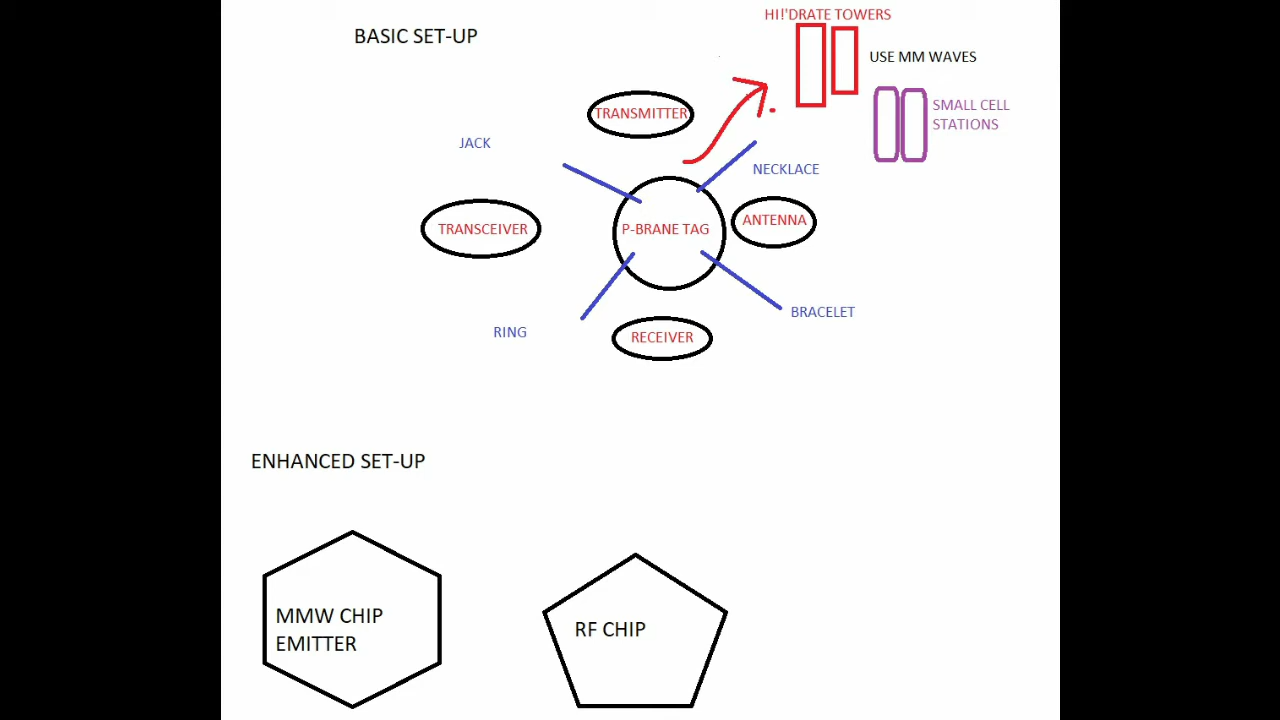 HI!'DRATE TOWERS
BASIC SET-UP
USE MM WAVES
SMALL CELL
STATIONS
TRANSMITTER
JACK
NECKLACE
TRANSCEIVER
P-BRANE TAG
ANTENNA
BRACELET
RING
RECEIVER
ENHANCED SET-UP
MMW CHIP
EMITTER
RF CHIP